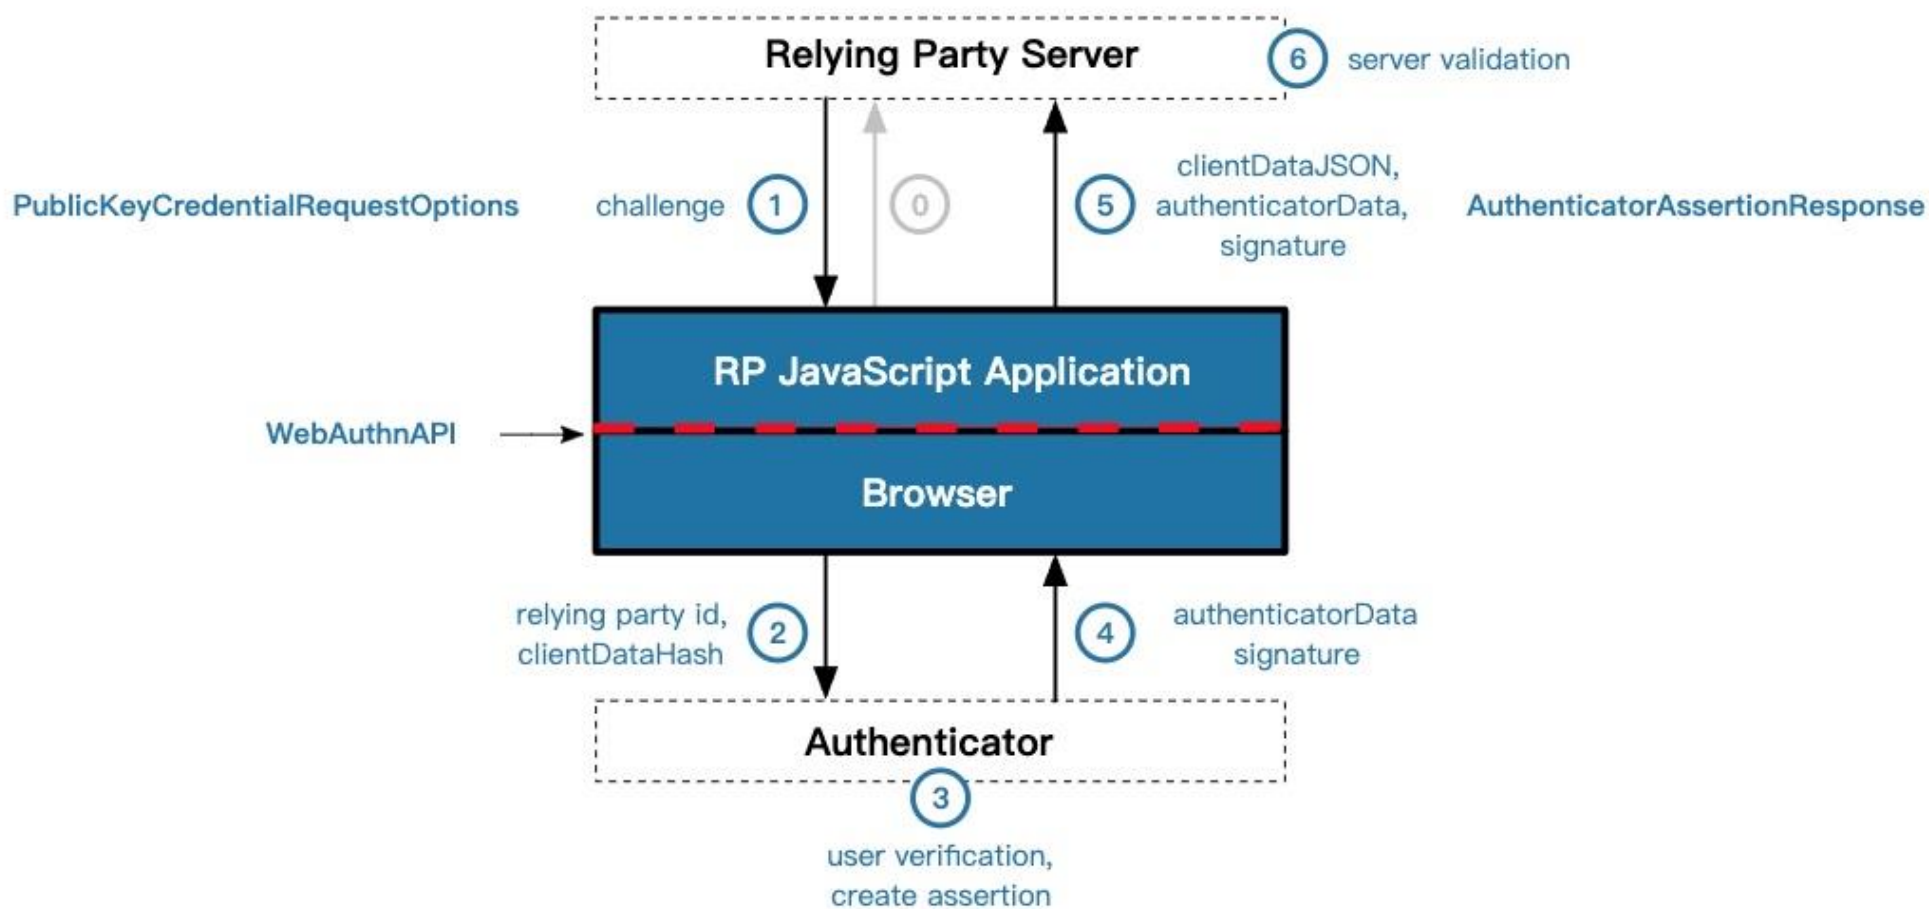 Relying Party Server
6
server validation
PublicKeyCredentialRequestOptions
challenge
1
0
5
clientDataJSON,
authenticatorData,
signature
AuthenticatorAssertionResponse
RP JavaScript Application
WebAuthnAPI
Browser
relying party id,
clientDataHash
2
4
authenticatorData
signature
Authenticator
3
user verification,
create assertion